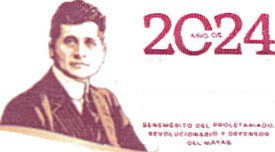 2024
AÑO DE
BENEMÉRITO DEL PROLETARIADO,
REVOLUCIONARIO Y DEFENSOR
DEL MAYAB.